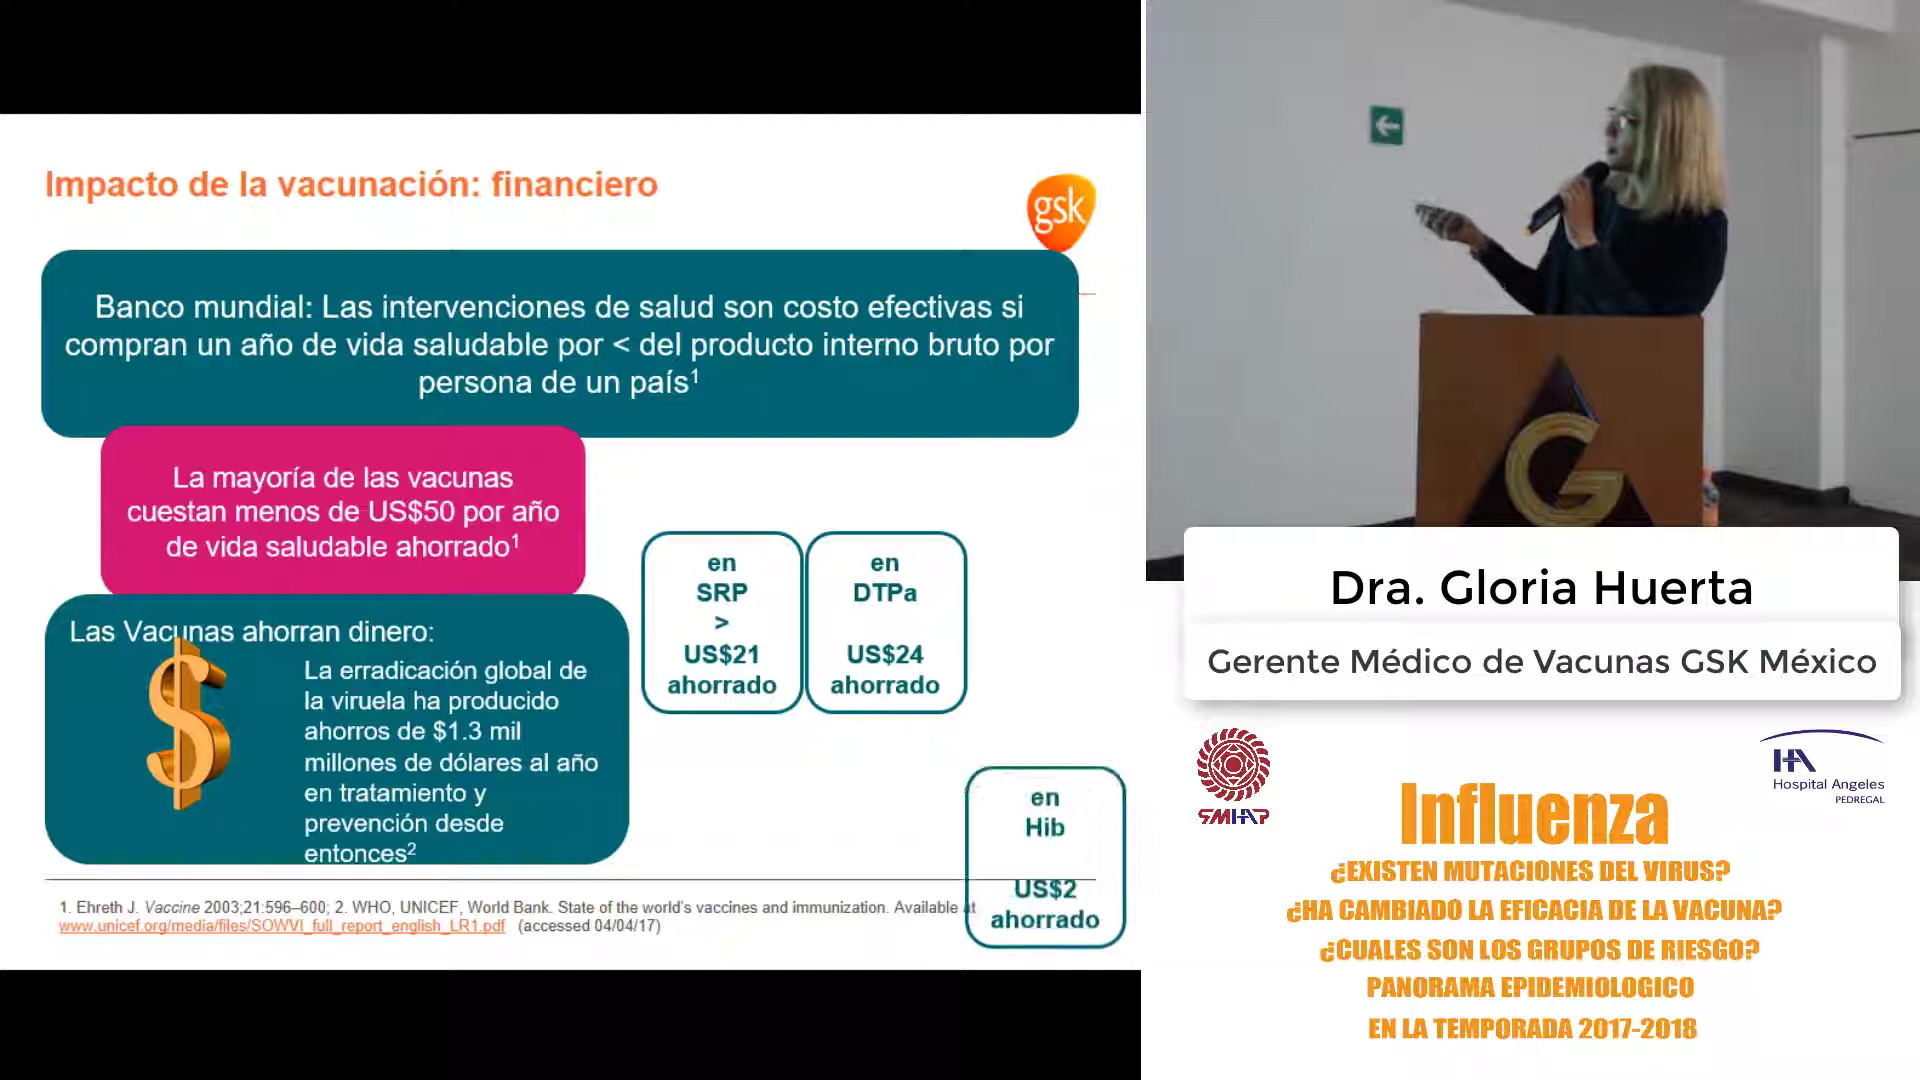 Impacto de la vacunación: financiero
gsk
Banco mundial: Las intervenciones de salud son costo efectivas si
compran un año de vida saludable por < del producto interno bruto por
persona de un país1
La mayoría de las vacunas
cuestan menos de US$50 por año
de vida saludable ahorrado1
Las Vacunas ahorran dinero:
$
La erradicación global de
la viruela ha producido
ahorros de $1.3 mil
millones de dólares al año
en tratamiento y
prevención desde
entonces2
en
SRP
>
US$21
ahorrado
en
DTPa
US$24
ahorrado
en
Hib
US$2
ahorrado
1. Ehreth J. Vaccine 2003;21:596–600; 2. WHO, UNICEF, World Bank. State of the world's vaccines and immunization. Available at
www.unicef.org/media/files/SOWVI_full_report_english_LR1.pdf (accessed 04/04/17)
G
Dra. Gloria Huerta
Gerente Médico de Vacunas GSK México
SMHAP
HA
Hospital Angeles
PEDREGAL
Influenza
¿EXISTEN MUTACIONES DEL VIRUS?
¿HA CAMBIADO LA EFICACIA DE LA VACUNA?
¿CUALES SON LOS GRUPOS DE RIESGO?
PANORAMA EPIDEMIOLOGICO
EN LA TEMPORADA 2017-2018